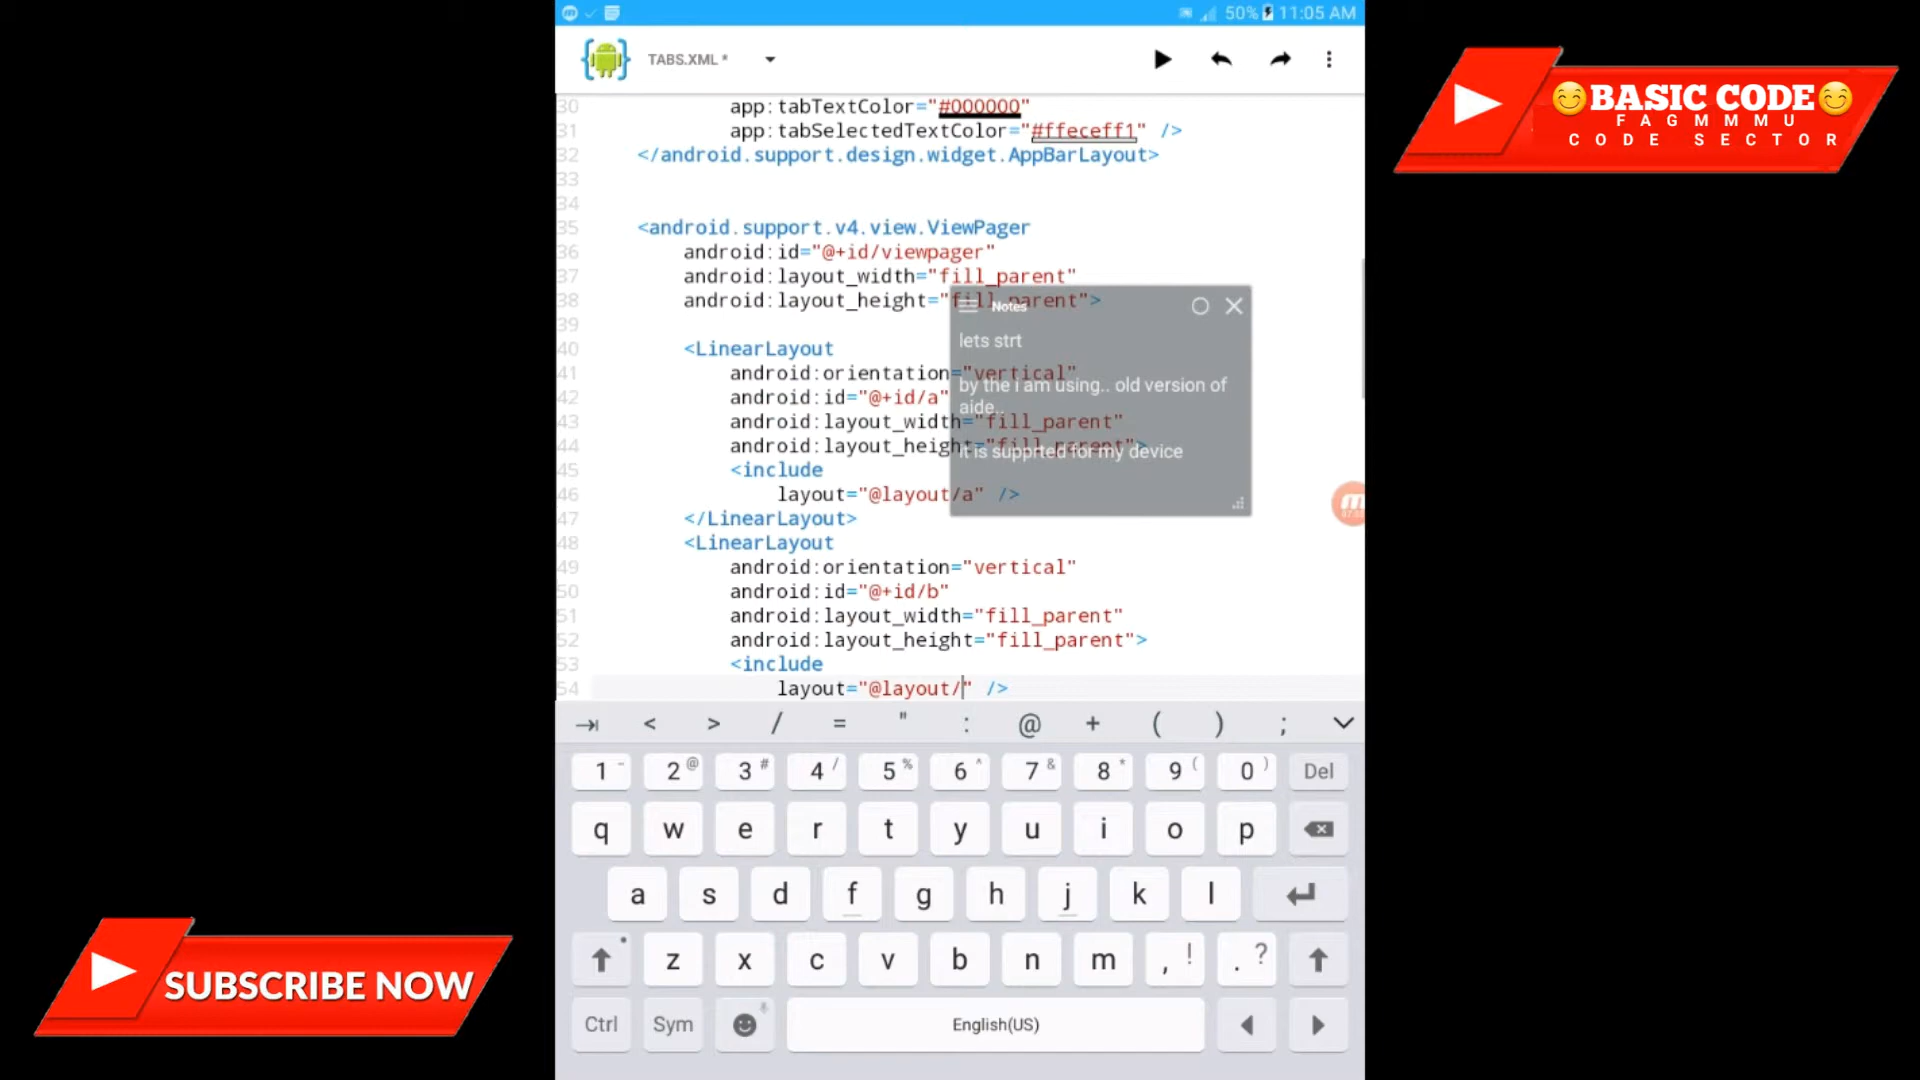 50% 11:05 AM
TABS.XML *
30 app:tabTextColor="#000000"
31 app:tabSelectedTextColor="#ffeceff1" />
32 </android.support.design.widget.AppBarLayout>
33
34
35 <android.support.v4.view.ViewPager
36 android:id="@+id/viewpager"
37 android:layout_width="fill_parent"
38 android:layout_height="fill_parent">
39
40 <LinearLayout
41 android:orientation="vertical"
42 android:id="@+id/a"
43 android:layout_width="fill_parent"
44 android:layout_height="fill_parent">
45 <include
46 layout="@layout/a" />
47 </LinearLayout>
48 <LinearLayout
49 android:orientation="vertical"
50 android:id="@+id/b"
51 android:layout_width="fill_parent"
52 android:layout_height="fill_parent">
53 <include
54 layout="@layout/" />
Notes
lets strt
by the i am using.. old version of
aide..
it is supprted for my device
< > / = " : @ + ( ) ;
1 - 2 @ 3 # 4 / 5 % 6 ^ 7 & 8 * 9 ( 0 ) Del
q w e r t y u i o p
a s d f g h j k l
z x c v b n m , ! . ?
Ctrl Sym English(US)
BASIC CODE
FAGMMMU
CODE SECTOR
SUBSCRIBE NOW